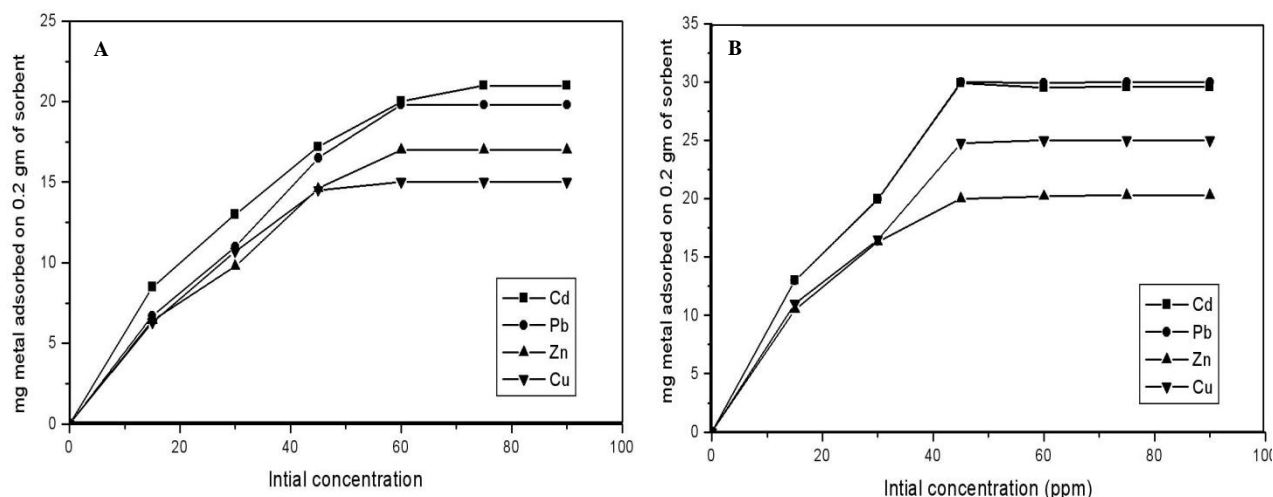 A
mg metal adsorbed on 0.2 gm of sorbent
25
20
15
10
5
0
Cd
Pb
Zn
Cu
0 20 40 60 80 100
Intial concentration
B
mg metal adsorbed on 0.2 gm of sorbent
35
30
25
20
15
10
5
0
Cd
Pb
Zn
Cu
0 20 40 60 80 100
Intial concentration (ppm)